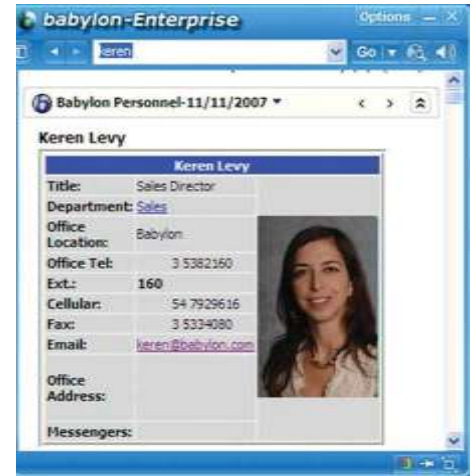 babylon-Enterprise Options
keren Go
Babylon Personnel-11/11/2007
Keren Levy
Keren Levy
Title: Sales Director
Department: Sales
Office Location: Babylon
Office Tel: 3 5382160
Ext.: 160
Cellular: 54 7929616
Fax: 3 5334080
Email: keren@babylon.com
Office Address:
Messengers: